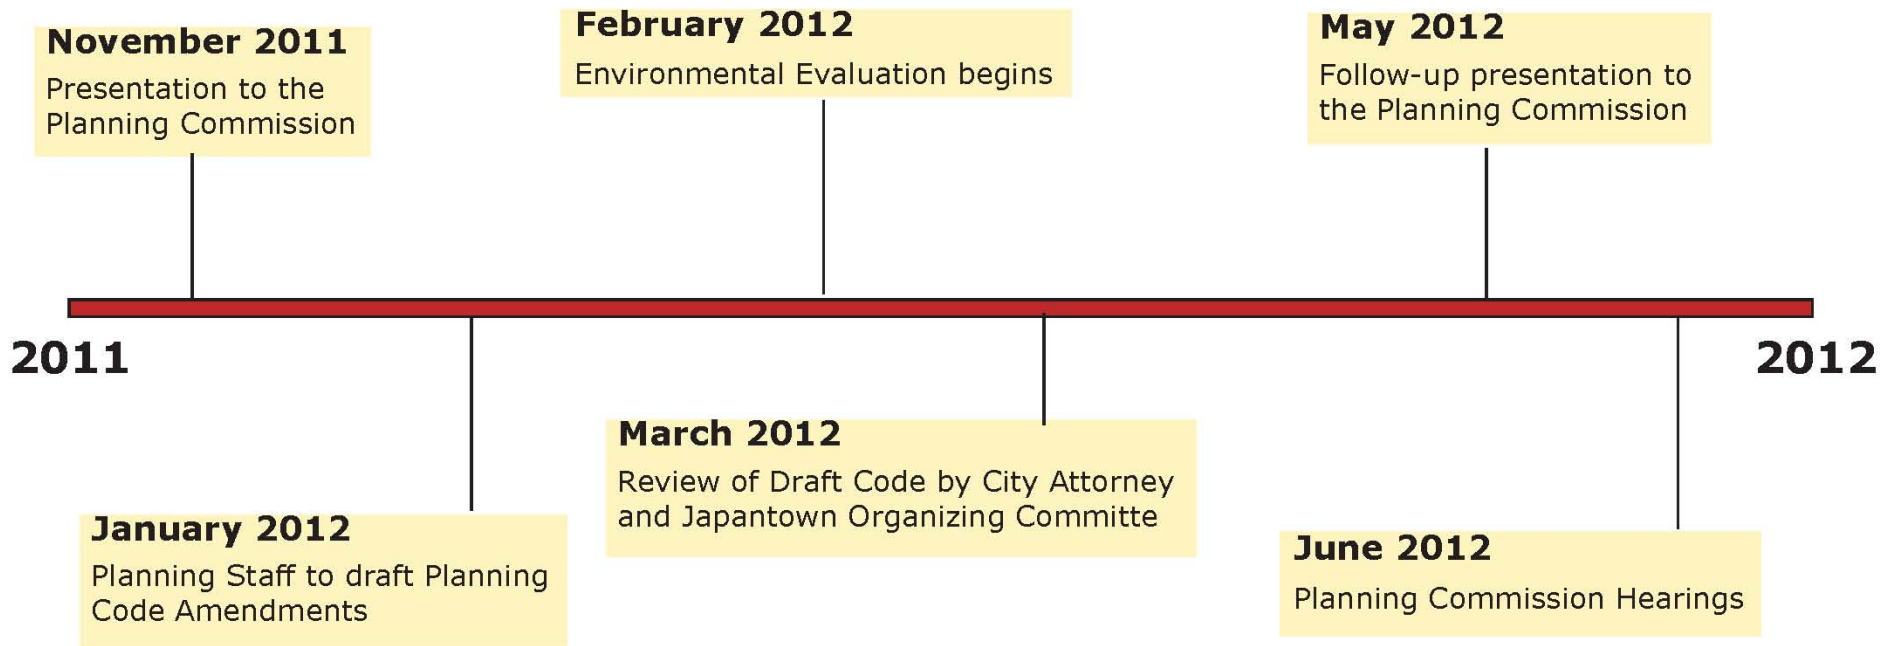 November 2011
Presentation to the
Planning Commission
February 2012
Environmental Evaluation begins
May 2012
Follow-up presentation to
the Planning Commission
2011
2012
January 2012
Planning Staff to draft Planning
Code Amendments
March 2012
Review of Draft Code by City Attorney
and Japantown Organizing Committe
June 2012
Planning Commission Hearings